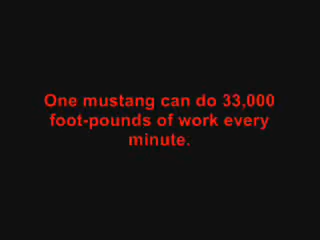 One mustang can do 33,000
foot-pounds of work every
minute.